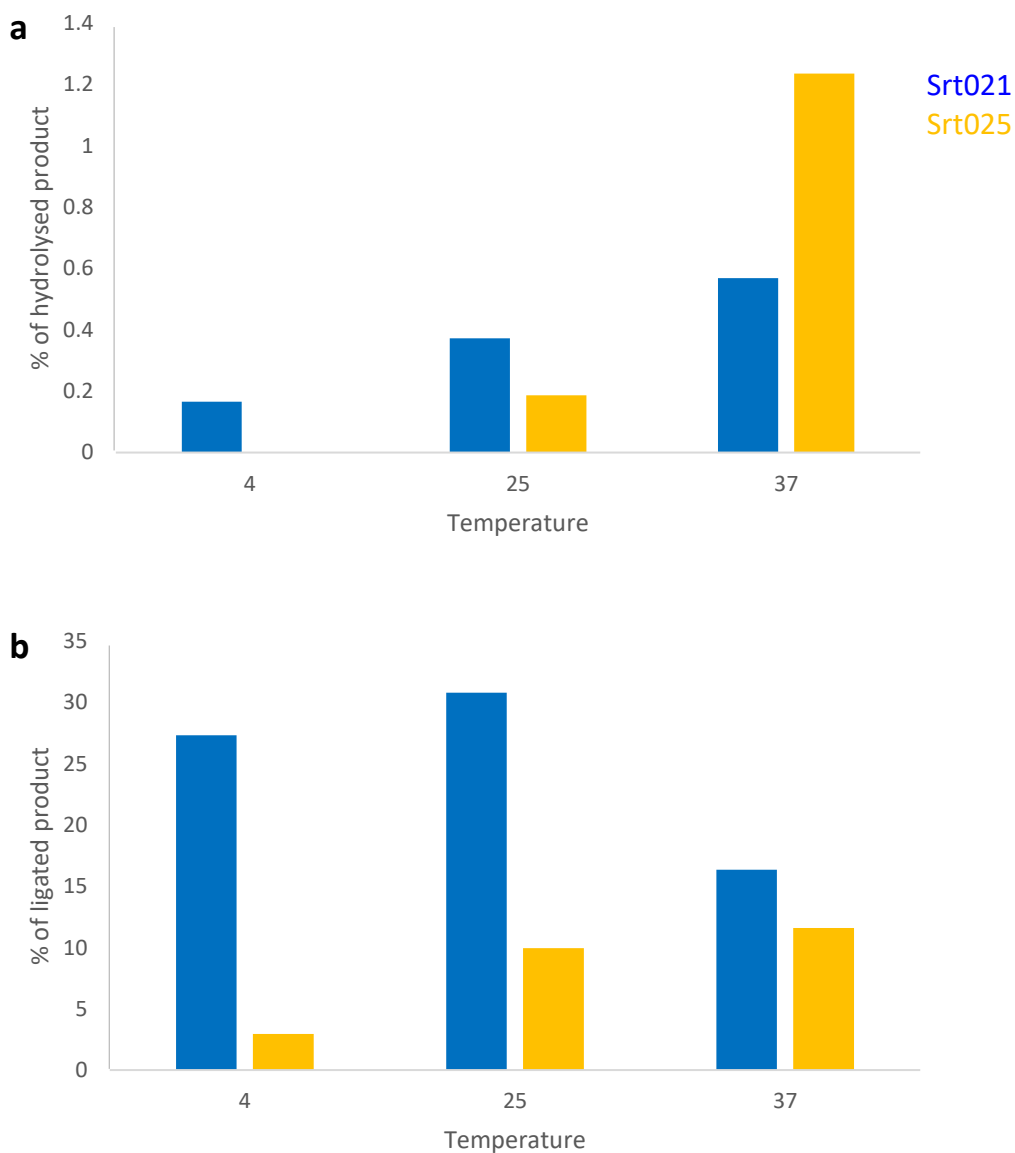 a
% of hydrolysed product
1.4
1.2
1
0.8
0.6
0.4
0.2
0
4 25 37
Temperature
Srt021
Srt025
b
% of ligated product
35
30
25
20
15
10
5
0
4 25 37
Temperature